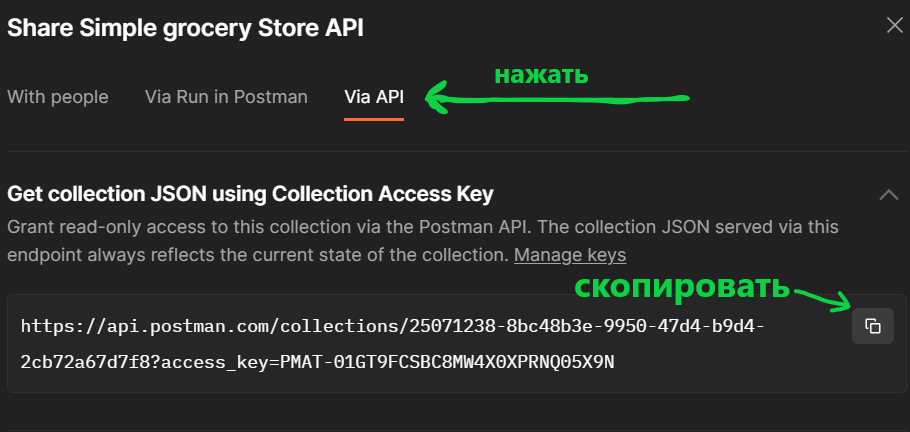 Share Simple grocery Store API
нажать
With people Via Run in Postman Via API
Get collection JSON using Collection Access Key
Grant read-only access to this collection via the Postman API. The collection JSON served via this
endpoint always reflects the current state of the collection. Manage keys
скопировать
https://api.postman.com/collections/25071238-8bc48b3e-9950-47d4-b9d4-
2cb72a67d7f8?access_key=PMAT-01GT9FCSBC8MW4X0XPRNQ05X9N